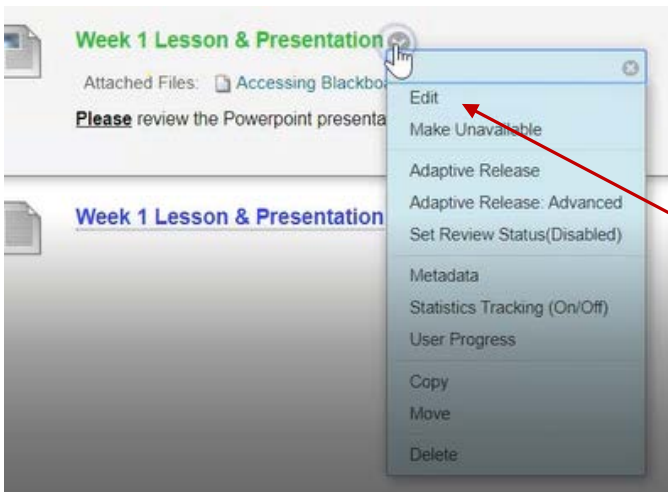 Week 1 Lesson & Presentation
Attached Files: Accessing
Please review the Powerpoint
Edit
Make Unavailable
Adaptive Release
Adaptive Release: Advanced
Set Review Status(Disabled)
Week 1 Lesson & Presentation
Metadata
Statistics Tracking (On/Off)
User Progress
Copy
Move
Delete